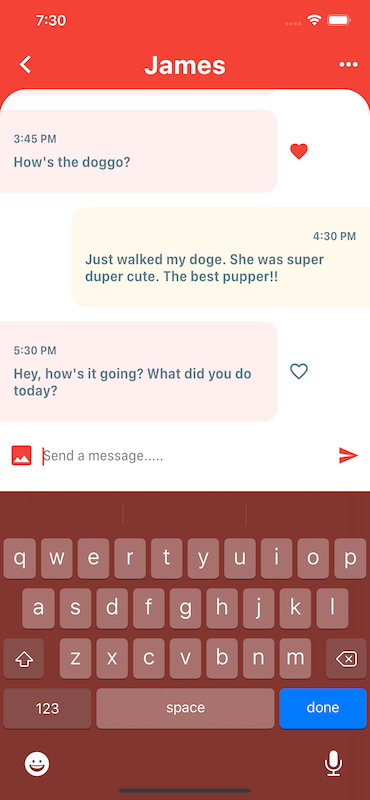 7:30
James
3:45 PM
How's the doggo?
4:30 PM
Just walked my doge. She was super
duper cute. The best pupper!!
5:30 PM
Hey, how's it going? What did you do
today?
Send a message.....
q w e r t y u i o p
a s d f g h j k l
z x c v b n m
123 space done